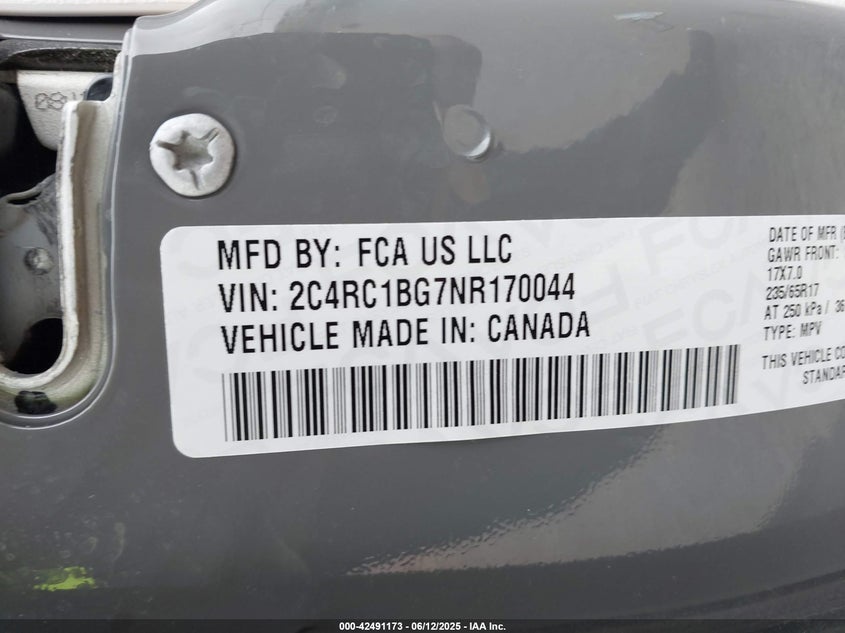 MFD BY: FCA US LLC
VIN: 2C4RC1BG7NR170044
VEHICLE MADE IN: CANADA
DATE OF MFR
GAWR FRONT:
17X7.0
235/65R17
AT 250 kPa / 36
TYPE: MPV
THIS VEHICLE
000-42491173 - 06/12/2025 - IAA Inc.